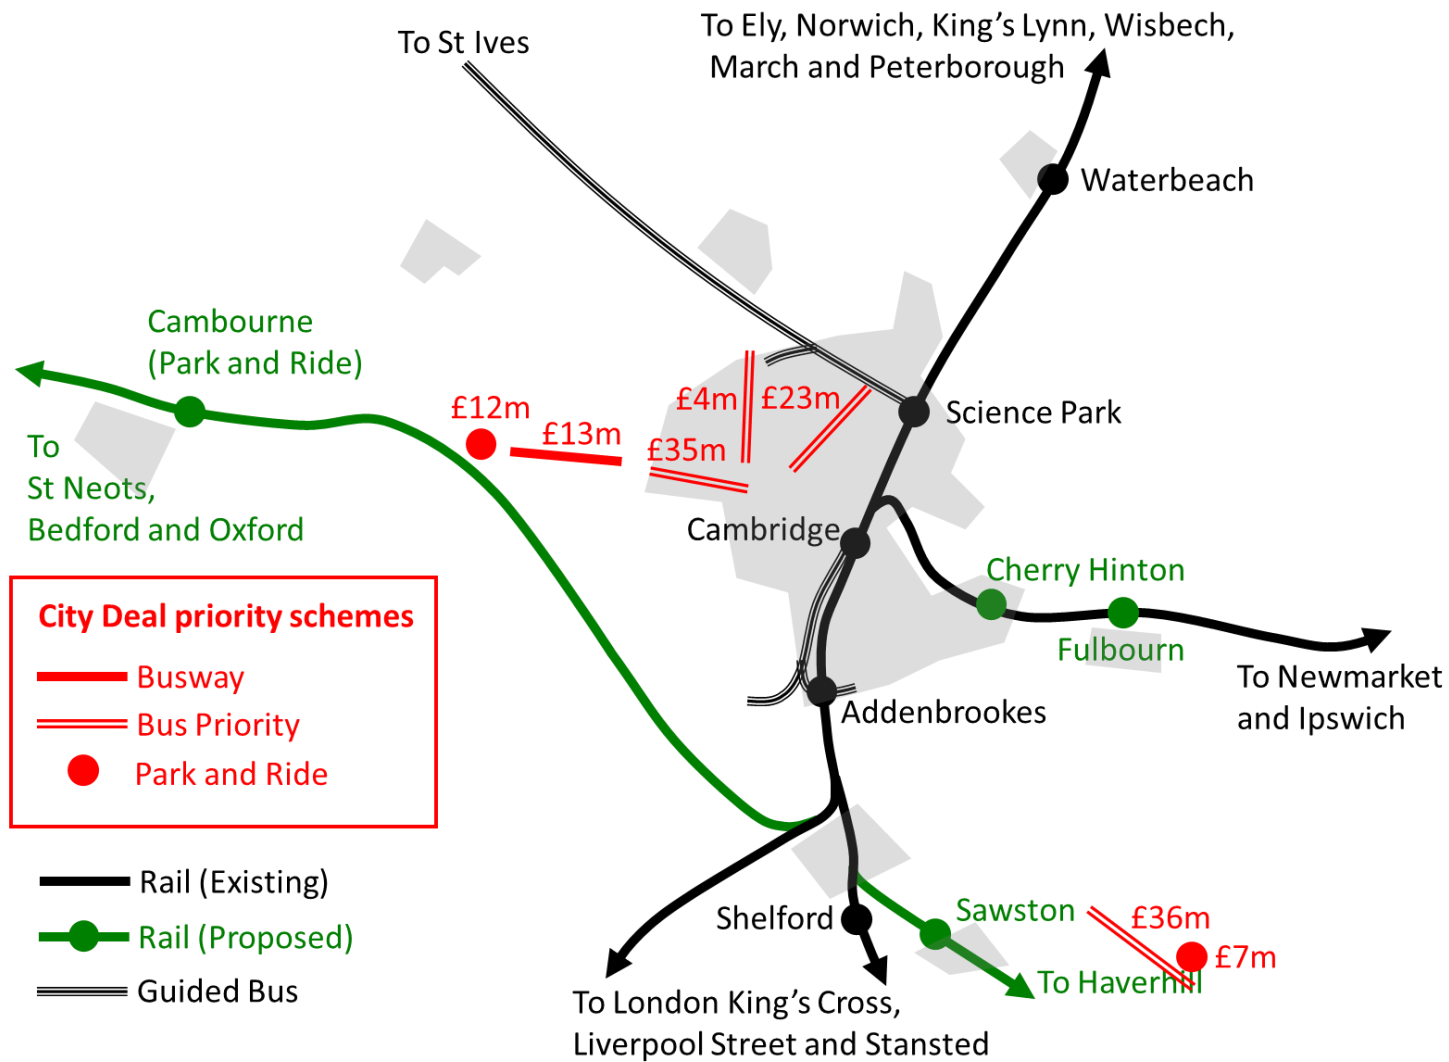 To Ely, Norwich, King's Lynn, Wisbech,
March and Peterborough
To St Ives
Waterbeach
Cambourne
(Park and Ride)
£12m
£13m
£35m
£4m
£23m
Science Park
To
St Neots,
Bedford and Oxford
Cambridge
Cherry Hinton
Fulbourn
To Newmarket
and Ipswich
Addenbrookes
City Deal priority schemes
Busway
Bus Priority
Park and Ride
Rail (Existing)
Rail (Proposed)
Guided Bus
Shelford
Sawston
£36m
£7m
To Haverhill
To London King's Cross,
Liverpool Street and Stansted